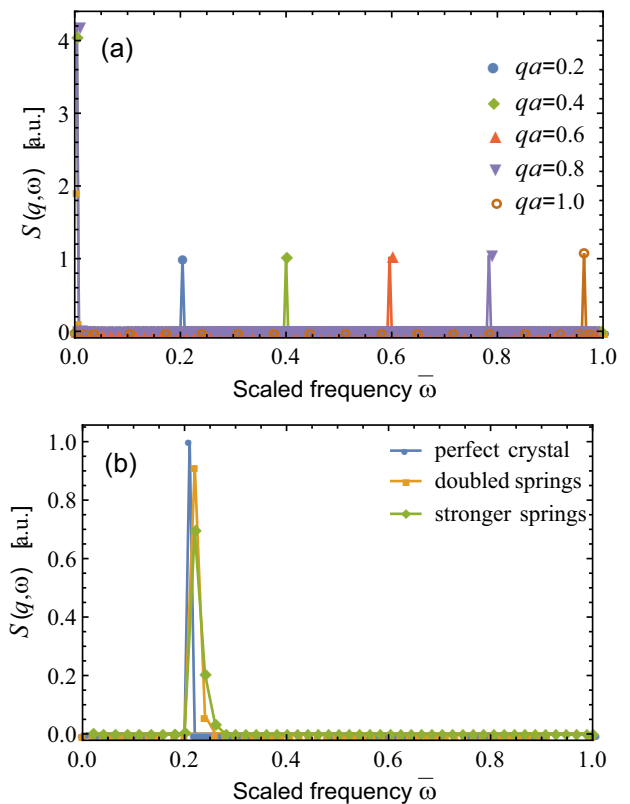 (a)
4
3
2
1
0
S(q,ω) [a.u.]
qa=0.2
qa=0.4
qa=0.6
qa=0.8
qa=1.0
0.0 0.2 0.4 0.6 0.8 1.0
Scaled frequency ω̅
(b)
1.0
0.8
0.6
0.4
0.2
0.0
S(q,ω) [a.u.]
perfect crystal
doubled springs
stronger springs
0.0 0.2 0.4 0.6 0.8 1.0
Scaled frequency ω̅